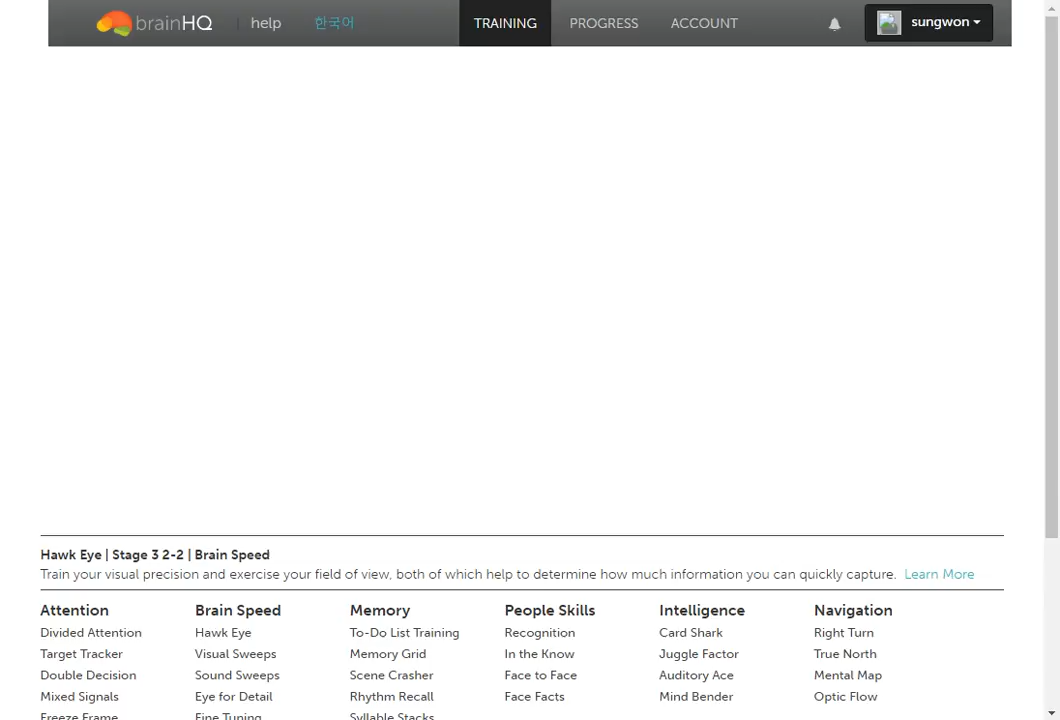 brainHQ help 한국어 TRAINING PROGRESS ACCOUNT sungwon
Hawk Eye | Stage 3 2-2 | Brain Speed
Train your visual precision and exercise your field of view, both of which help to determine how much information you can quickly capture. Learn More
Attention Brain Speed Memory People Skills Intelligence Navigation
Divided Attention Hawk Eye To-Do List Training Recognition Card Shark Right Turn
Target Tracker Visual Sweeps Memory Grid In the Know Juggle Factor True North
Double Decision Sound Sweeps Scene Crasher Face to Face Auditory Ace Mental Map
Mixed Signals Eye for Detail Rhythm Recall Face Facts Mind Bender Optic Flow
Freeze Frame Fine Tuning Syllable Stacks